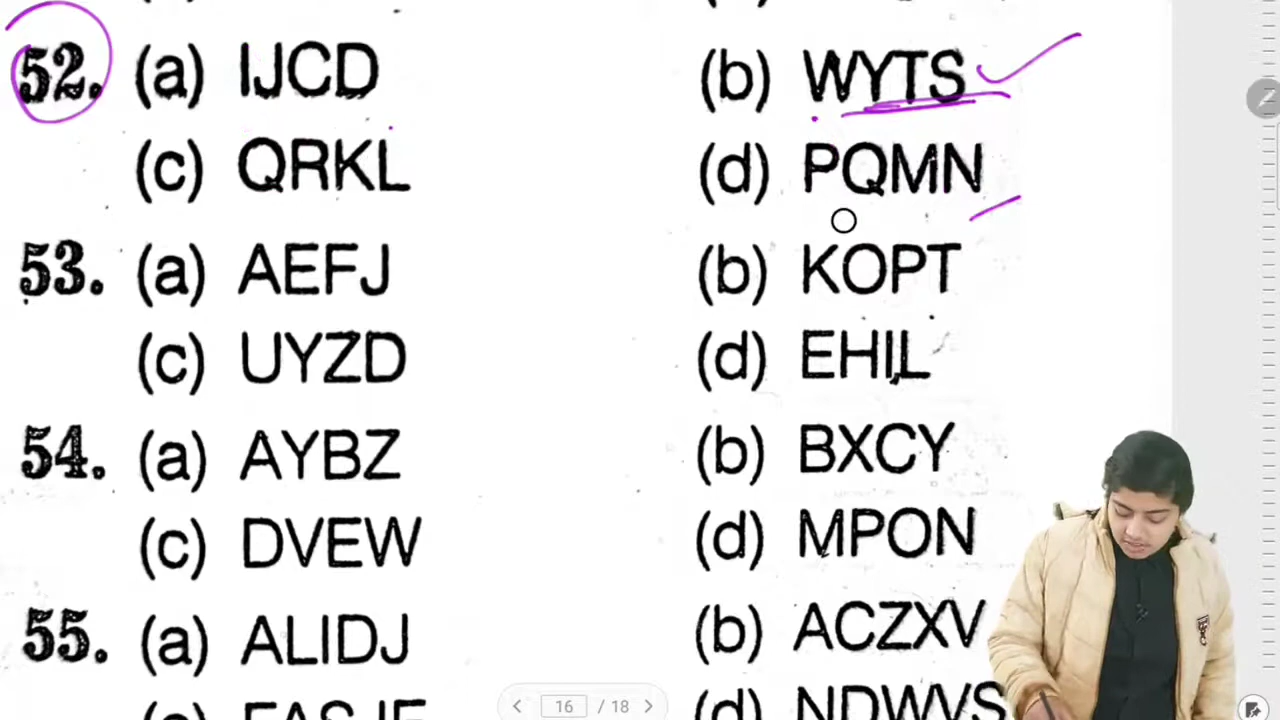 52. (a) IJCD (b) WYTS
(c) QRKL (d) PQMN
53. (a) AEFJ (b) KOPT
(c) UYZD (d) EHIL
54. (a) AYBZ (b) BXCY
(c) DVEW (d) MPON
55. (a) ALIDJ (b) ACZXV
(d) NDWVS
16 / 18